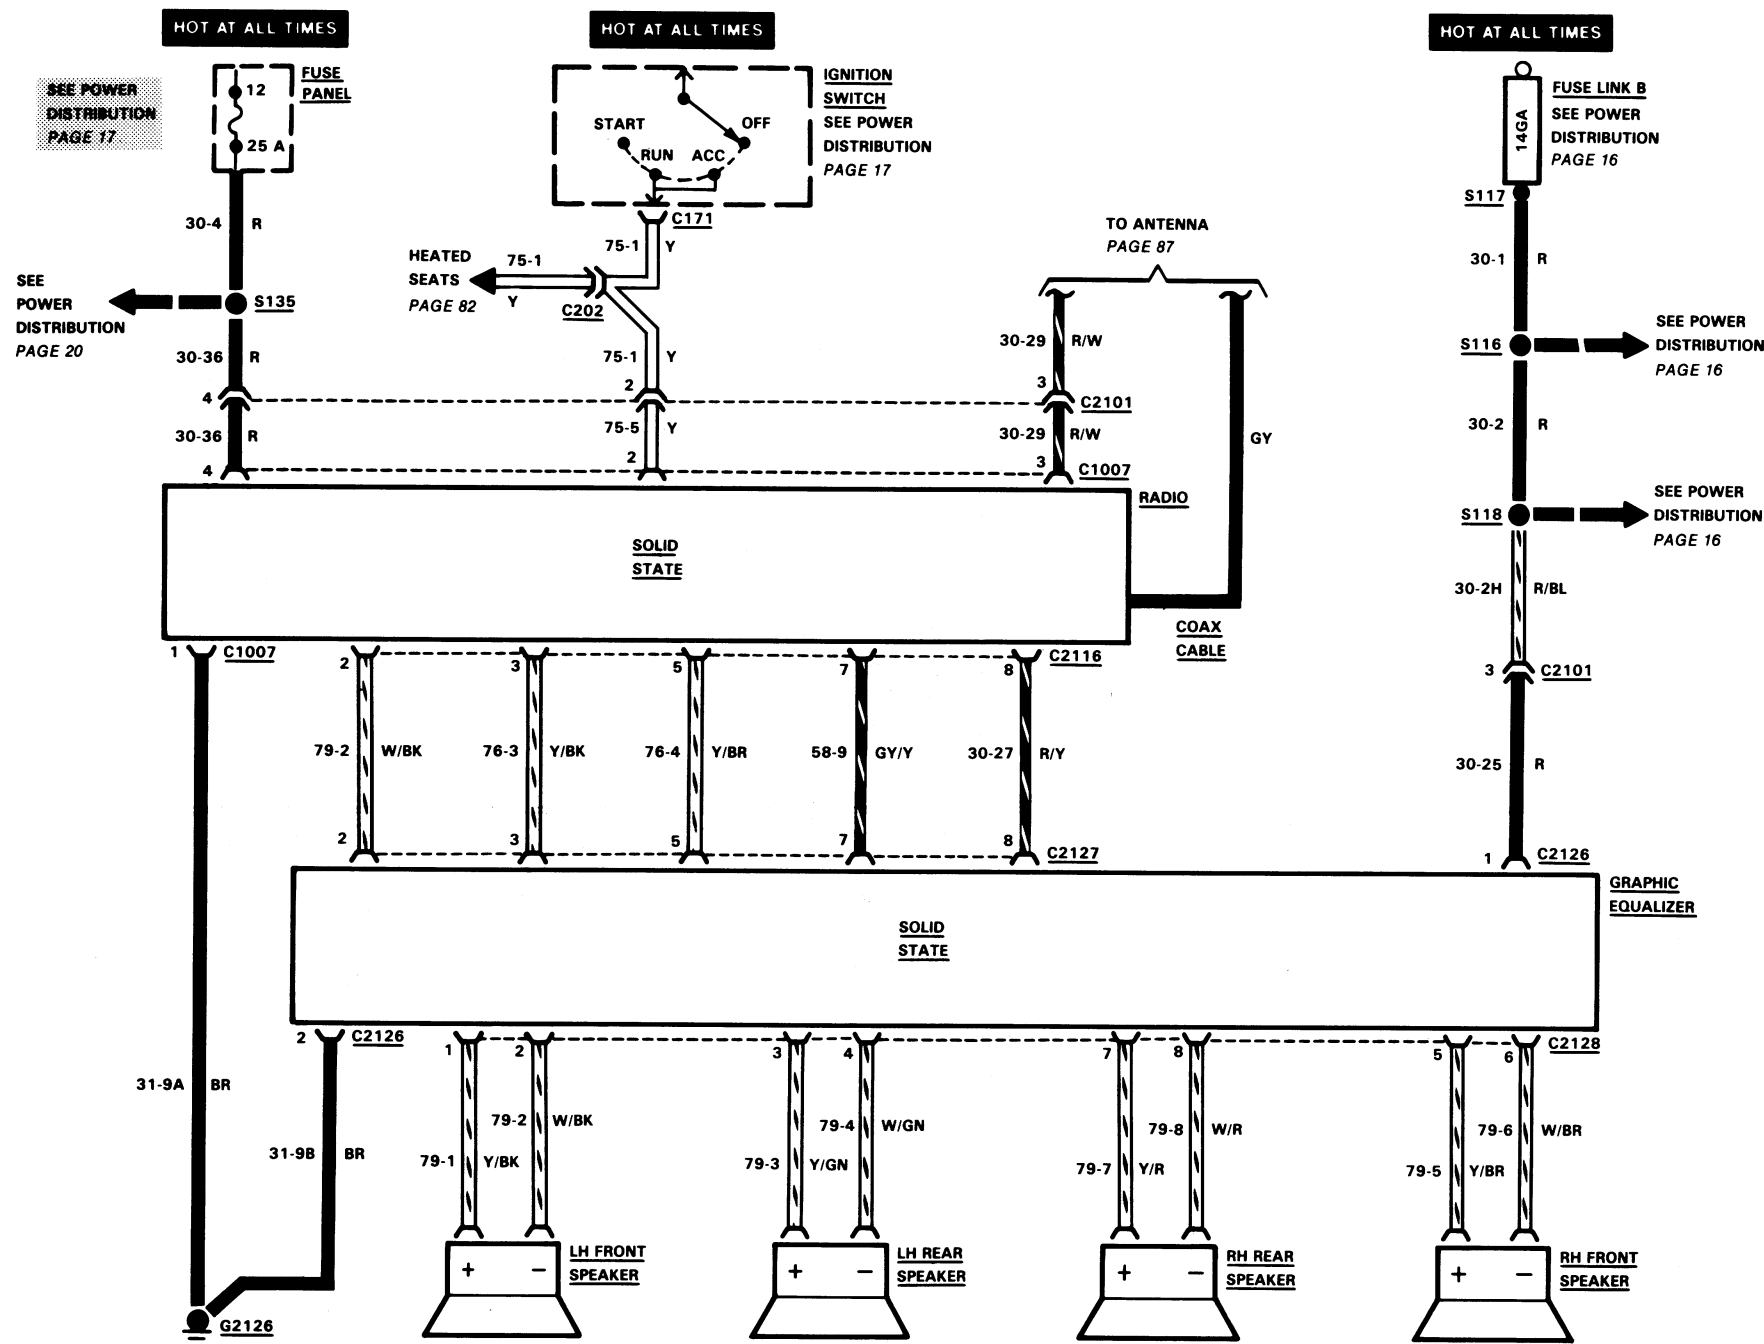 HOT AT ALL TIMES
HOT AT ALL TIMES
HOT AT ALL TIMES
SEE POWER
DISTRIBUTION
PAGE 17
12
25 A
FUSE
PANEL
START
OFF
RUN
ACC
IGNITION
SWITCH
SEE POWER
DISTRIBUTION
PAGE 17
14GA
FUSE LINK B
SEE POWER
DISTRIBUTION
PAGE 16
S117
30-4
R
C171
75-1
Y
TO ANTENNA
PAGE 87
30-1
R
SEE
POWER
DISTRIBUTION
PAGE 20
S135
HEATED
SEATS
PAGE 82
75-1
Y
C202
S116
SEE POWER
DISTRIBUTION
PAGE 16
30-36
R
75-1
Y
30-29
R/W
4
2
3
C2101
30-36
R
75-5
Y
30-29
R/W
GY
30-2
R
4
2
3
C1007
RADIO
SOLID
STATE
S118
SEE POWER
DISTRIBUTION
PAGE 16
30-2H
R/BL
COAX
CABLE
1
C1007
2
3
5
7
8
C2116
3
C2101
79-2
W/BK
76-3
Y/BK
76-4
Y/BR
58-9
GY/Y
30-27
R/Y
30-25
R
2
3
5
7
8
C2127
1
C2126
GRAPHIC
EQUALIZER
SOLID
STATE
2
C2126
1
2
3
4
7
8
5
6
C2128
31-9A
BR
31-9B
BR
79-2
W/BK
79-1
Y/BK
79-4
W/GN
79-3
Y/GN
79-8
W/R
79-7
Y/R
79-6
W/BR
79-5
Y/BR
+
−
LH FRONT
SPEAKER
+
−
LH REAR
SPEAKER
+
−
RH REAR
SPEAKER
+
−
RH FRONT
SPEAKER
G2126